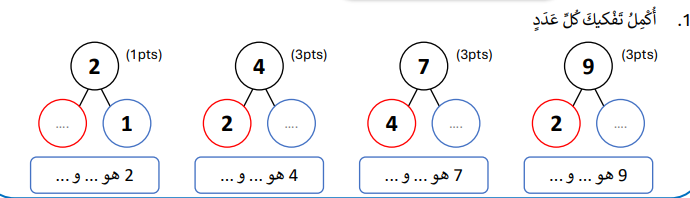 1. أُكْمِلُ تَفْكيكَ كُلِّ عَدَدٍ
9 (3pts) 7 (3pts) 4 (3pts) 2 (1pts)
2 .... 4 .... 2 .... .... 1
9 هو ... و ... 7 هو ... و ... 4 هو ... و ... 2 هو ... و ...